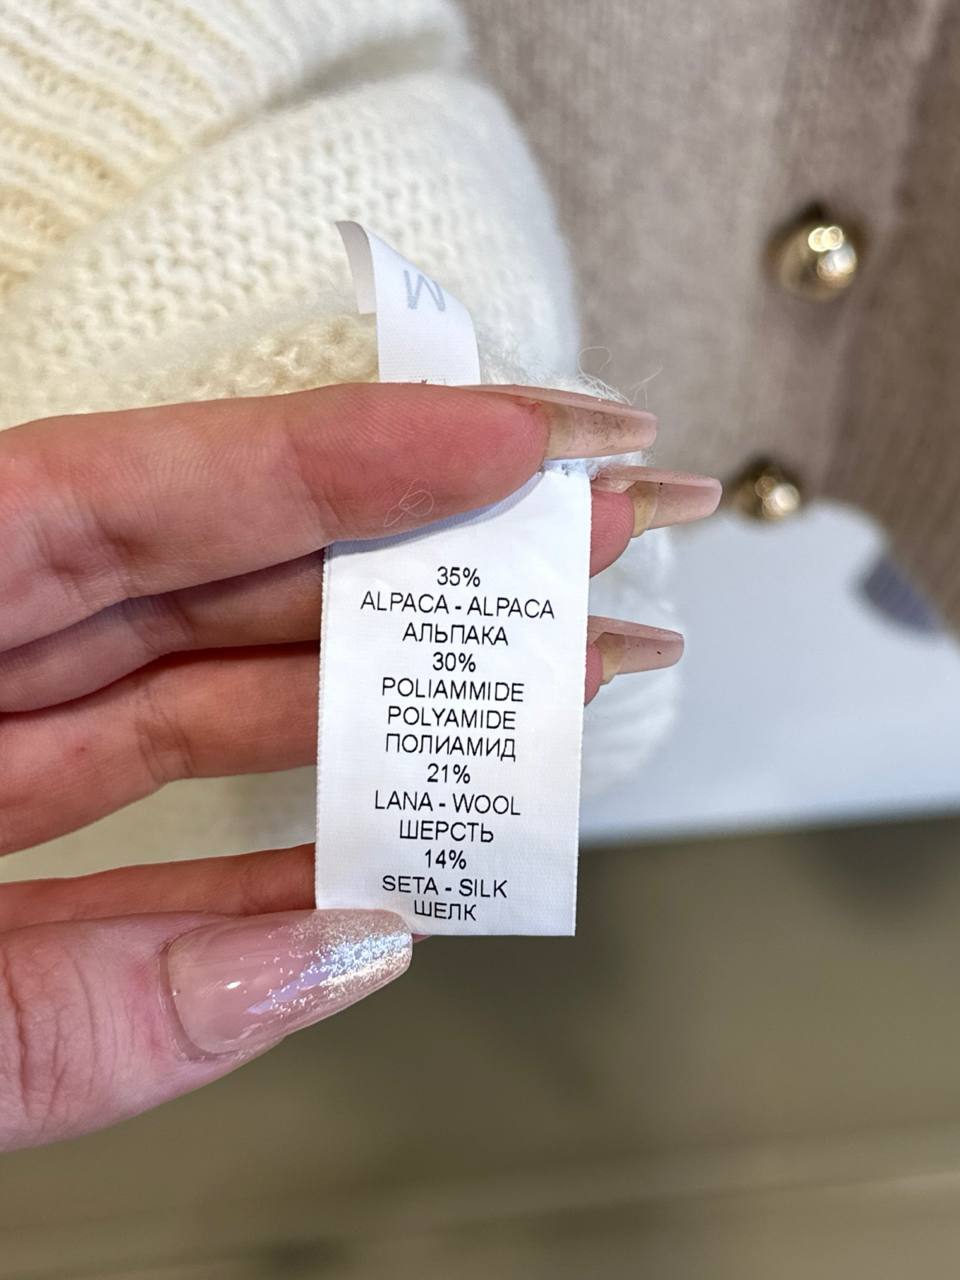 M
35%
ALPACA - ALPACA
АЛЬПАКА
30%
POLIAMMIDE
POLYAMIDE
ПОЛИАМИД
21%
LANA - WOOL
ШЕРСТЬ
14%
SETA - SILK
ШЕЛК